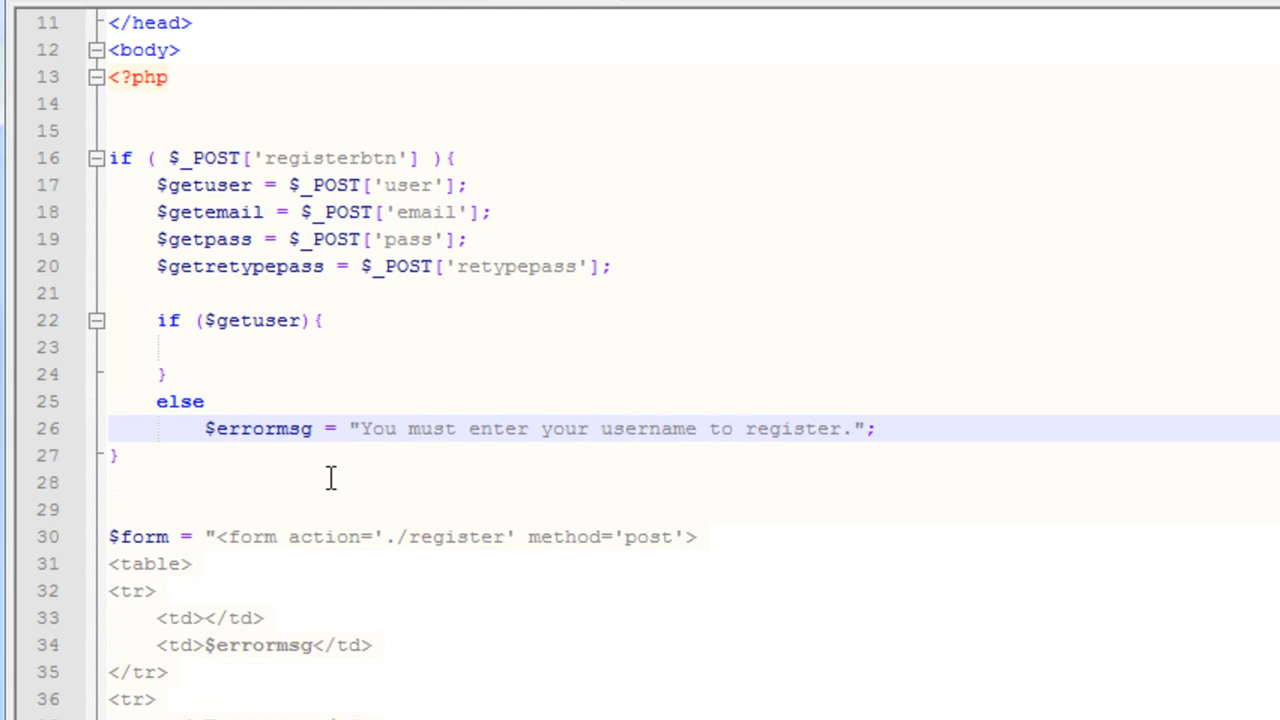 11 </head>
12 <body>
13 <?php
14
15
16 if ( $_POST['registerbtn'] ){
17 $getuser = $_POST['user'];
18 $getemail = $_POST['email'];
19 $getpass = $_POST['pass'];
20 $getretypepass = $_POST['retypepass'];
21
22 if ($getuser){
23
24 }
25 else
26 $errormsg = "You must enter your username to register.";
27 }
28
29
30 $form = "<form action='./register' method='post'>
31 <table>
32 <tr>
33 <td></td>
34 <td>$errormsg</td>
35 </tr>
36 <tr>